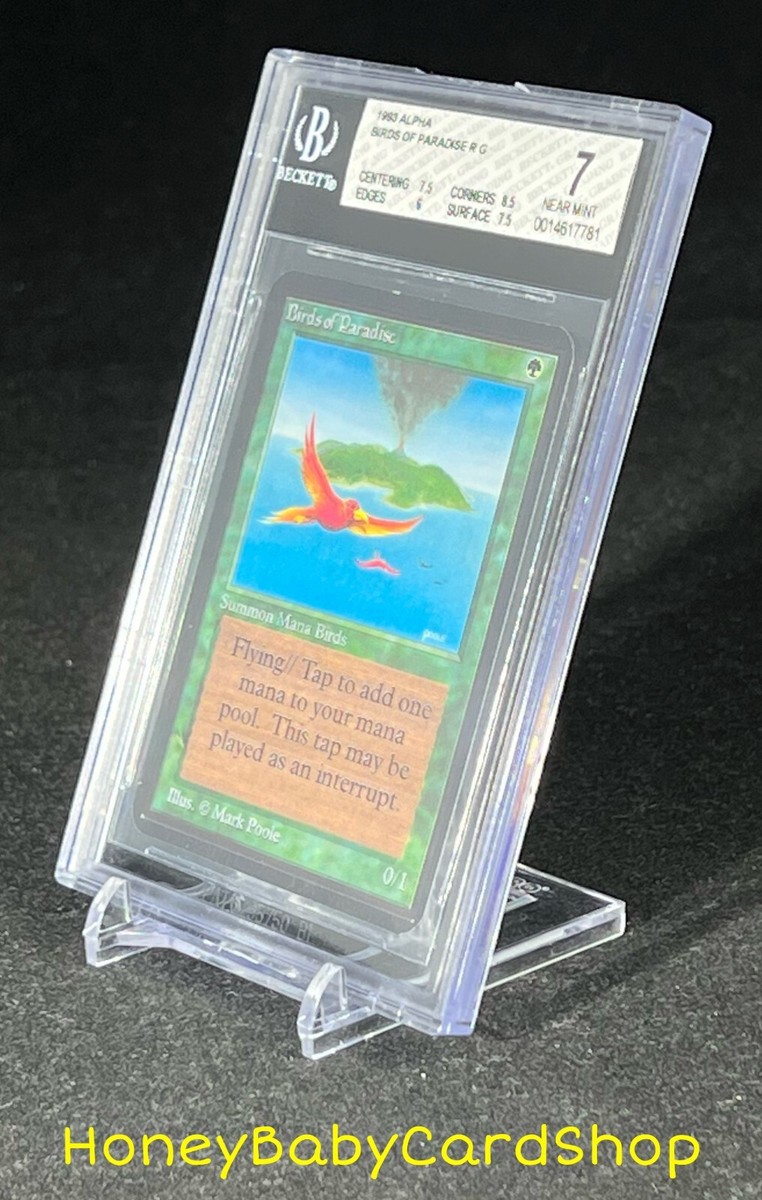 1993 ALPHA
BIRDS OF PARADISE R G
7
CENTERING 7.5 CORNERS 8.5
NEAR MINT
EDGES 6 SURFACE 7.5
0014617781
B
BECKETT®
Birds of Paradise
Summon Mana Birds
Flying// Tap to add one
mana to your mana
pool. This tap may be
played as an interrupt.
Illus. © Mark Poole
0/1
HoneyBabyCardShop